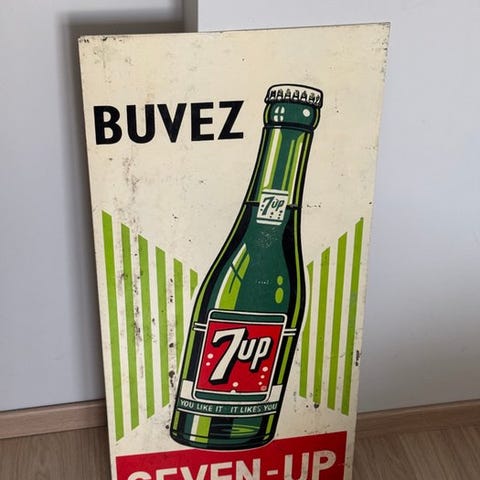 BUVEZ
7up
7up
YOU LIKE IT · IT LIKES YOU
SEVEN-UP